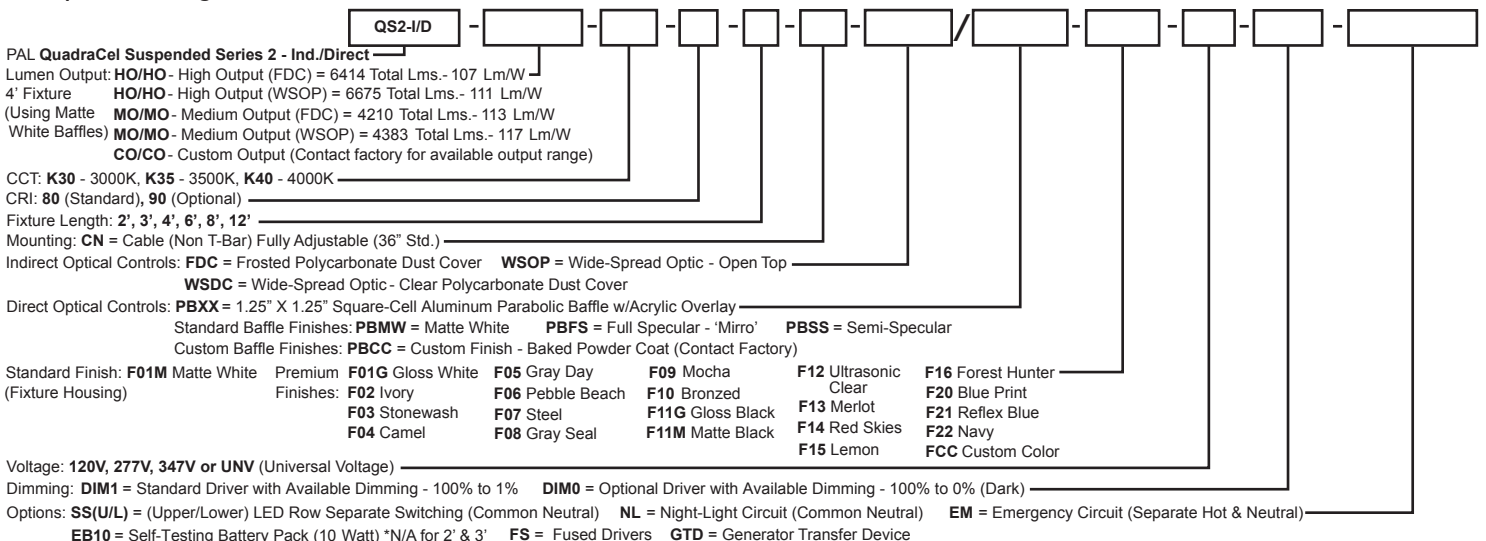 QS2-I/D - - - - - - / - - - -
PAL QuadraCel Suspended Series 2 - Ind./Direct
Lumen Output: HO/HO - High Output (FDC) = 6414 Total Lms.- 107 Lm/W
4’ Fixture HO/HO - High Output (WSOP) = 6675 Total Lms.- 111 Lm/W
(Using Matte MO/MO - Medium Output (FDC) = 4210 Total Lms.- 113 Lm/W
White Baffles) MO/MO - Medium Output (WSOP) = 4383 Total Lms.- 117 Lm/W
CO/CO - Custom Output (Contact factory for available output range)
CCT: K30 - 3000K, K35 - 3500K, K40 - 4000K
CRI: 80 (Standard), 90 (Optional)
Fixture Length: 2’, 3’, 4’, 6’, 8’, 12’
Mounting: CN = Cable (Non T-Bar) Fully Adjustable (36” Std.)
Indirect Optical Controls: FDC = Frosted Polycarbonate Dust Cover WSOP = Wide-Spread Optic - Open Top
WSDC = Wide-Spread Optic - Clear Polycarbonate Dust Cover
Direct Optical Controls: PBXX = 1.25” X 1.25” Square-Cell Aluminum Parabolic Baffle w/Acrylic Overlay
Standard Baffle Finishes: PBMW = Matte White PBFS = Full Specular - ‘Mirro’ PBSS = Semi-Specular
Custom Baffle Finishes: PBCC = Custom Finish - Baked Powder Coat (Contact Factory)
Standard Finish: F01M Matte White Premium F01G Gloss White F05 Gray Day F09 Mocha F12 Ultrasonic Clear F16 Forest Hunter
(Fixture Housing) Finishes: F02 Ivory F06 Pebble Beach F10 Bronzed F13 Merlot F20 Blue Print
F03 Stonewash F07 Steel F11G Gloss Black F14 Red Skies F21 Reflex Blue
F04 Camel F08 Gray Seal F11M Matte Black F15 Lemon F22 Navy
FCC Custom Color
Voltage: 120V, 277V, 347V or UNV (Universal Voltage)
Dimming: DIM1 = Standard Driver with Available Dimming - 100% to 1% DIM0 = Optional Driver with Available Dimming - 100% to 0% (Dark)
Options: SS(U/L) = (Upper/Lower) LED Row Separate Switching (Common Neutral) NL = Night-Light Circuit (Common Neutral) EM = Emergency Circuit (Separate Hot & Neutral)
EB10 = Self-Testing Battery Pack (10 Watt) *N/A for 2’ & 3’ FS = Fused Drivers GTD = Generator Transfer Device